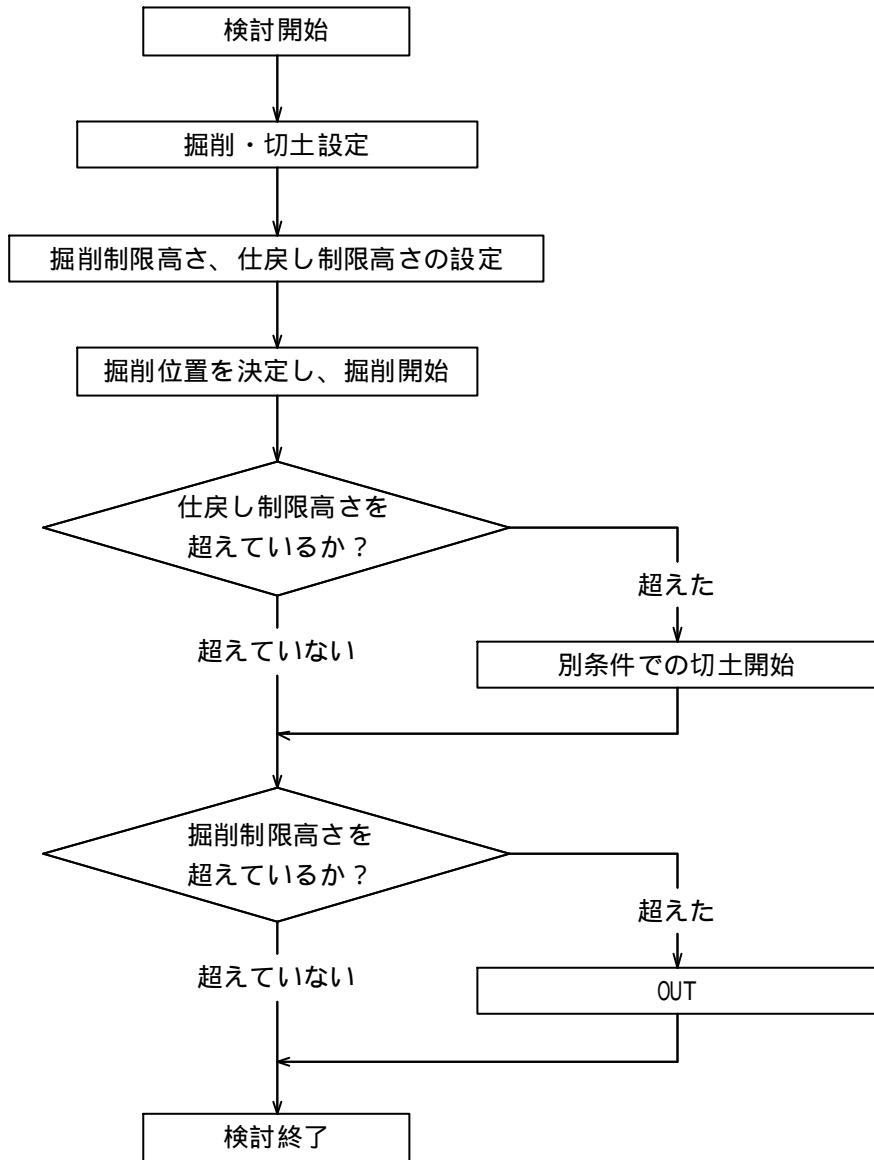 検討開始
掘削・切土設定
掘削制限高さ、仕戻し制限高さの設定
掘削位置を決定し、掘削開始
仕戻し制限高さを
超えているか？
超えた
超えていない
別条件での切土開始
掘削制限高さを
超えているか？
超えた
超えていない
OUT
検討終了